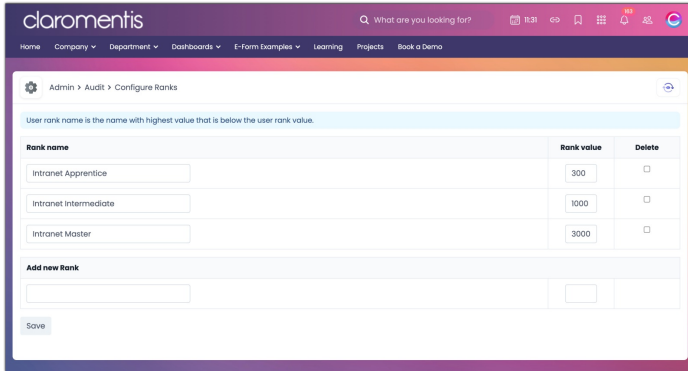 claromentis
What are you looking for?
11:31
163
Home Company Department Dashboards E-Form Examples Learning Projects Book a Demo
Admin > Audit > Configure Ranks
User rank name is the name with highest value that is below the user rank value.
Rank name Rank value Delete
Intranet Apprentice 300
Intranet Intermediate 1000
Intranet Master 3000
Add new Rank
Save